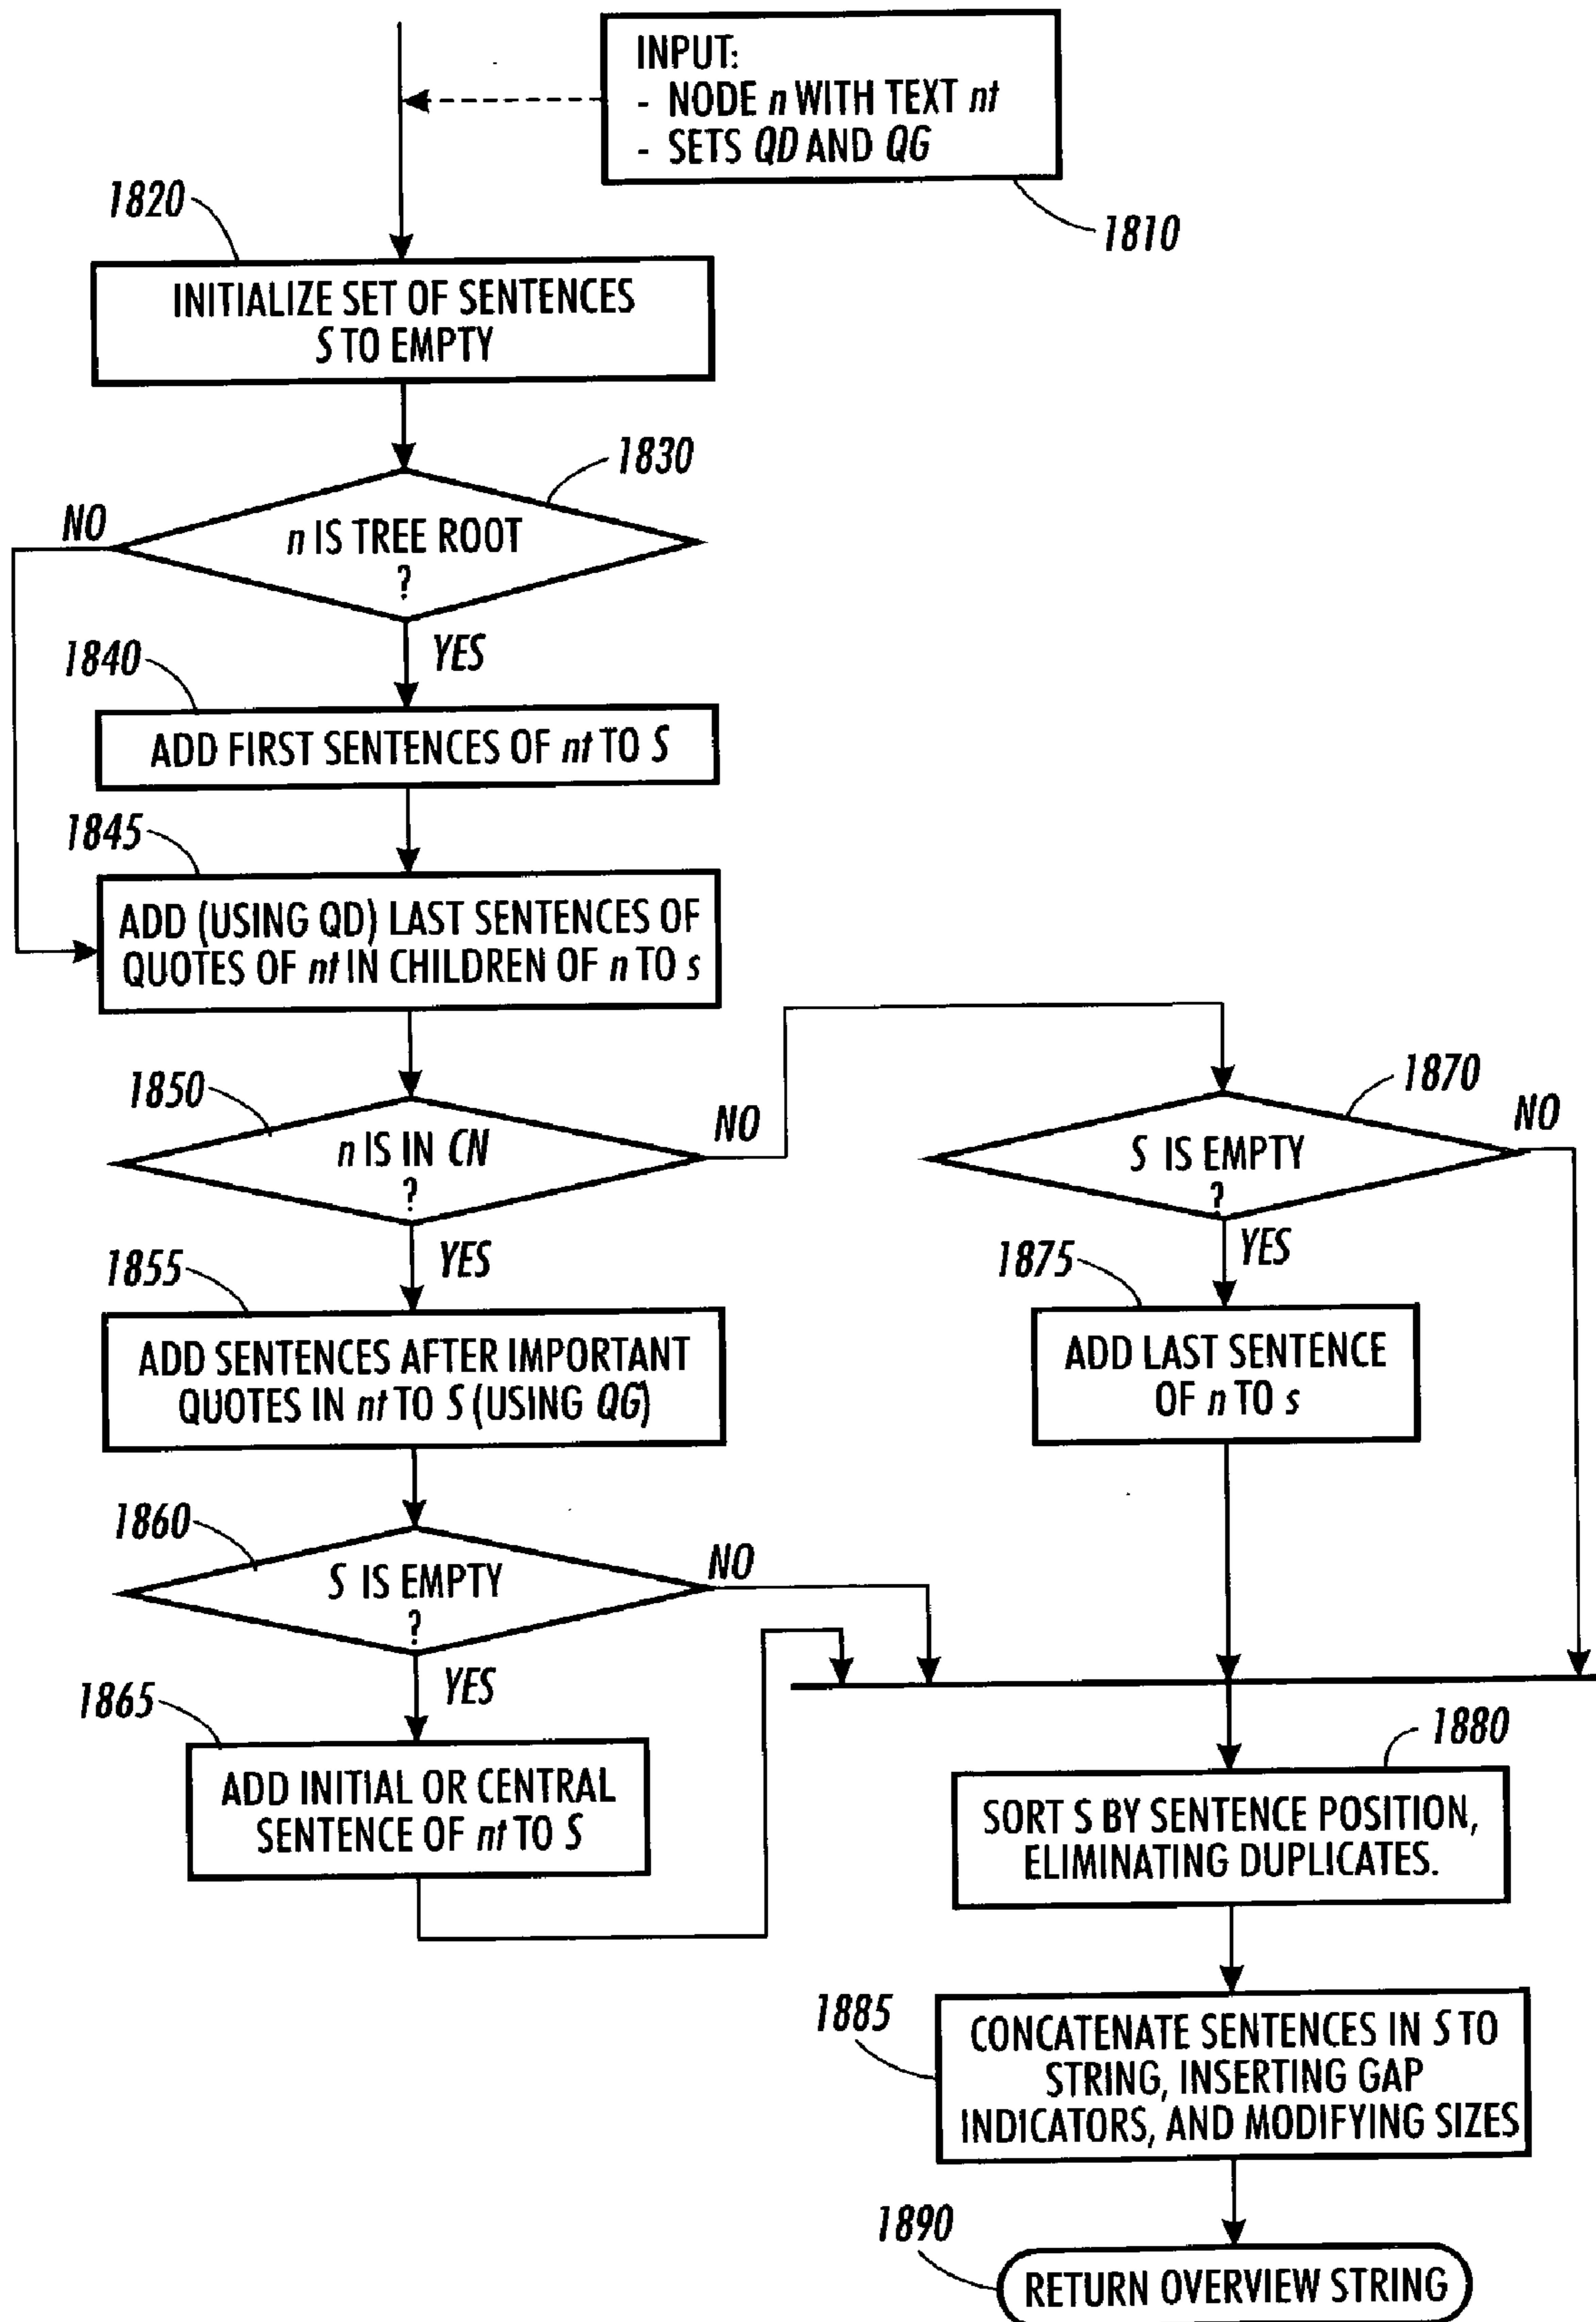 INPUT:
- NODE n WITH TEXT nt
- SETS QD AND QG
1810
1820
INITIALIZE SET OF SENTENCES
S TO EMPTY
1830
NO
n IS TREE ROOT
?
YES
1840
ADD FIRST SENTENCES OF nt TO S
1845
ADD (USING QD) LAST SENTENCES OF
QUOTES OF nt IN CHILDREN OF n TO s
1850
n IS IN CN
?
NO
YES
1870
S IS EMPTY
?
NO
YES
1855
ADD SENTENCES AFTER IMPORTANT
QUOTES IN nt TO S (USING QG)
1875
ADD LAST SENTENCE
OF n TO s
1860
S IS EMPTY
?
NO
YES
1865
ADD INITIAL OR CENTRAL
SENTENCE OF nt TO S
1880
SORT S BY SENTENCE POSITION,
ELIMINATING DUPLICATES.
1885
CONCATENATE SENTENCES IN S TO
STRING, INSERTING GAP
INDICATORS, AND MODIFYING SIZES
1890
RETURN OVERVIEW STRING